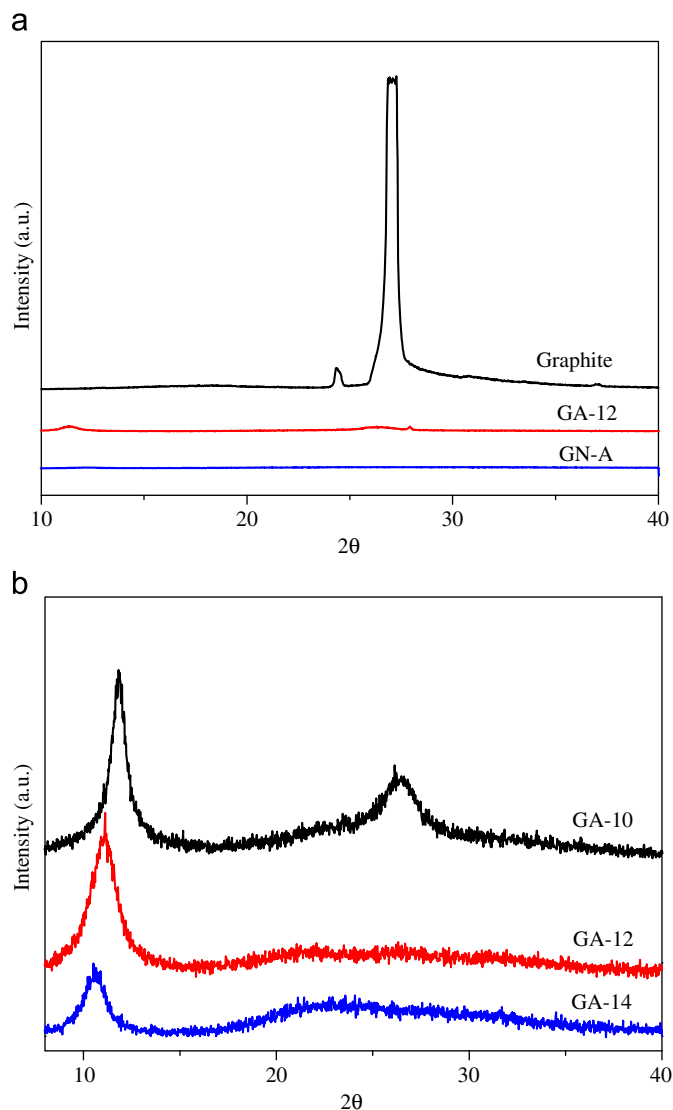 a
Intensity (a.u.)
Graphite
GA-12
GN-A
10 20 30 40
2θ
b
Intensity (a.u.)
GA-10
GA-12
GA-14
10 20 30 40
2θ